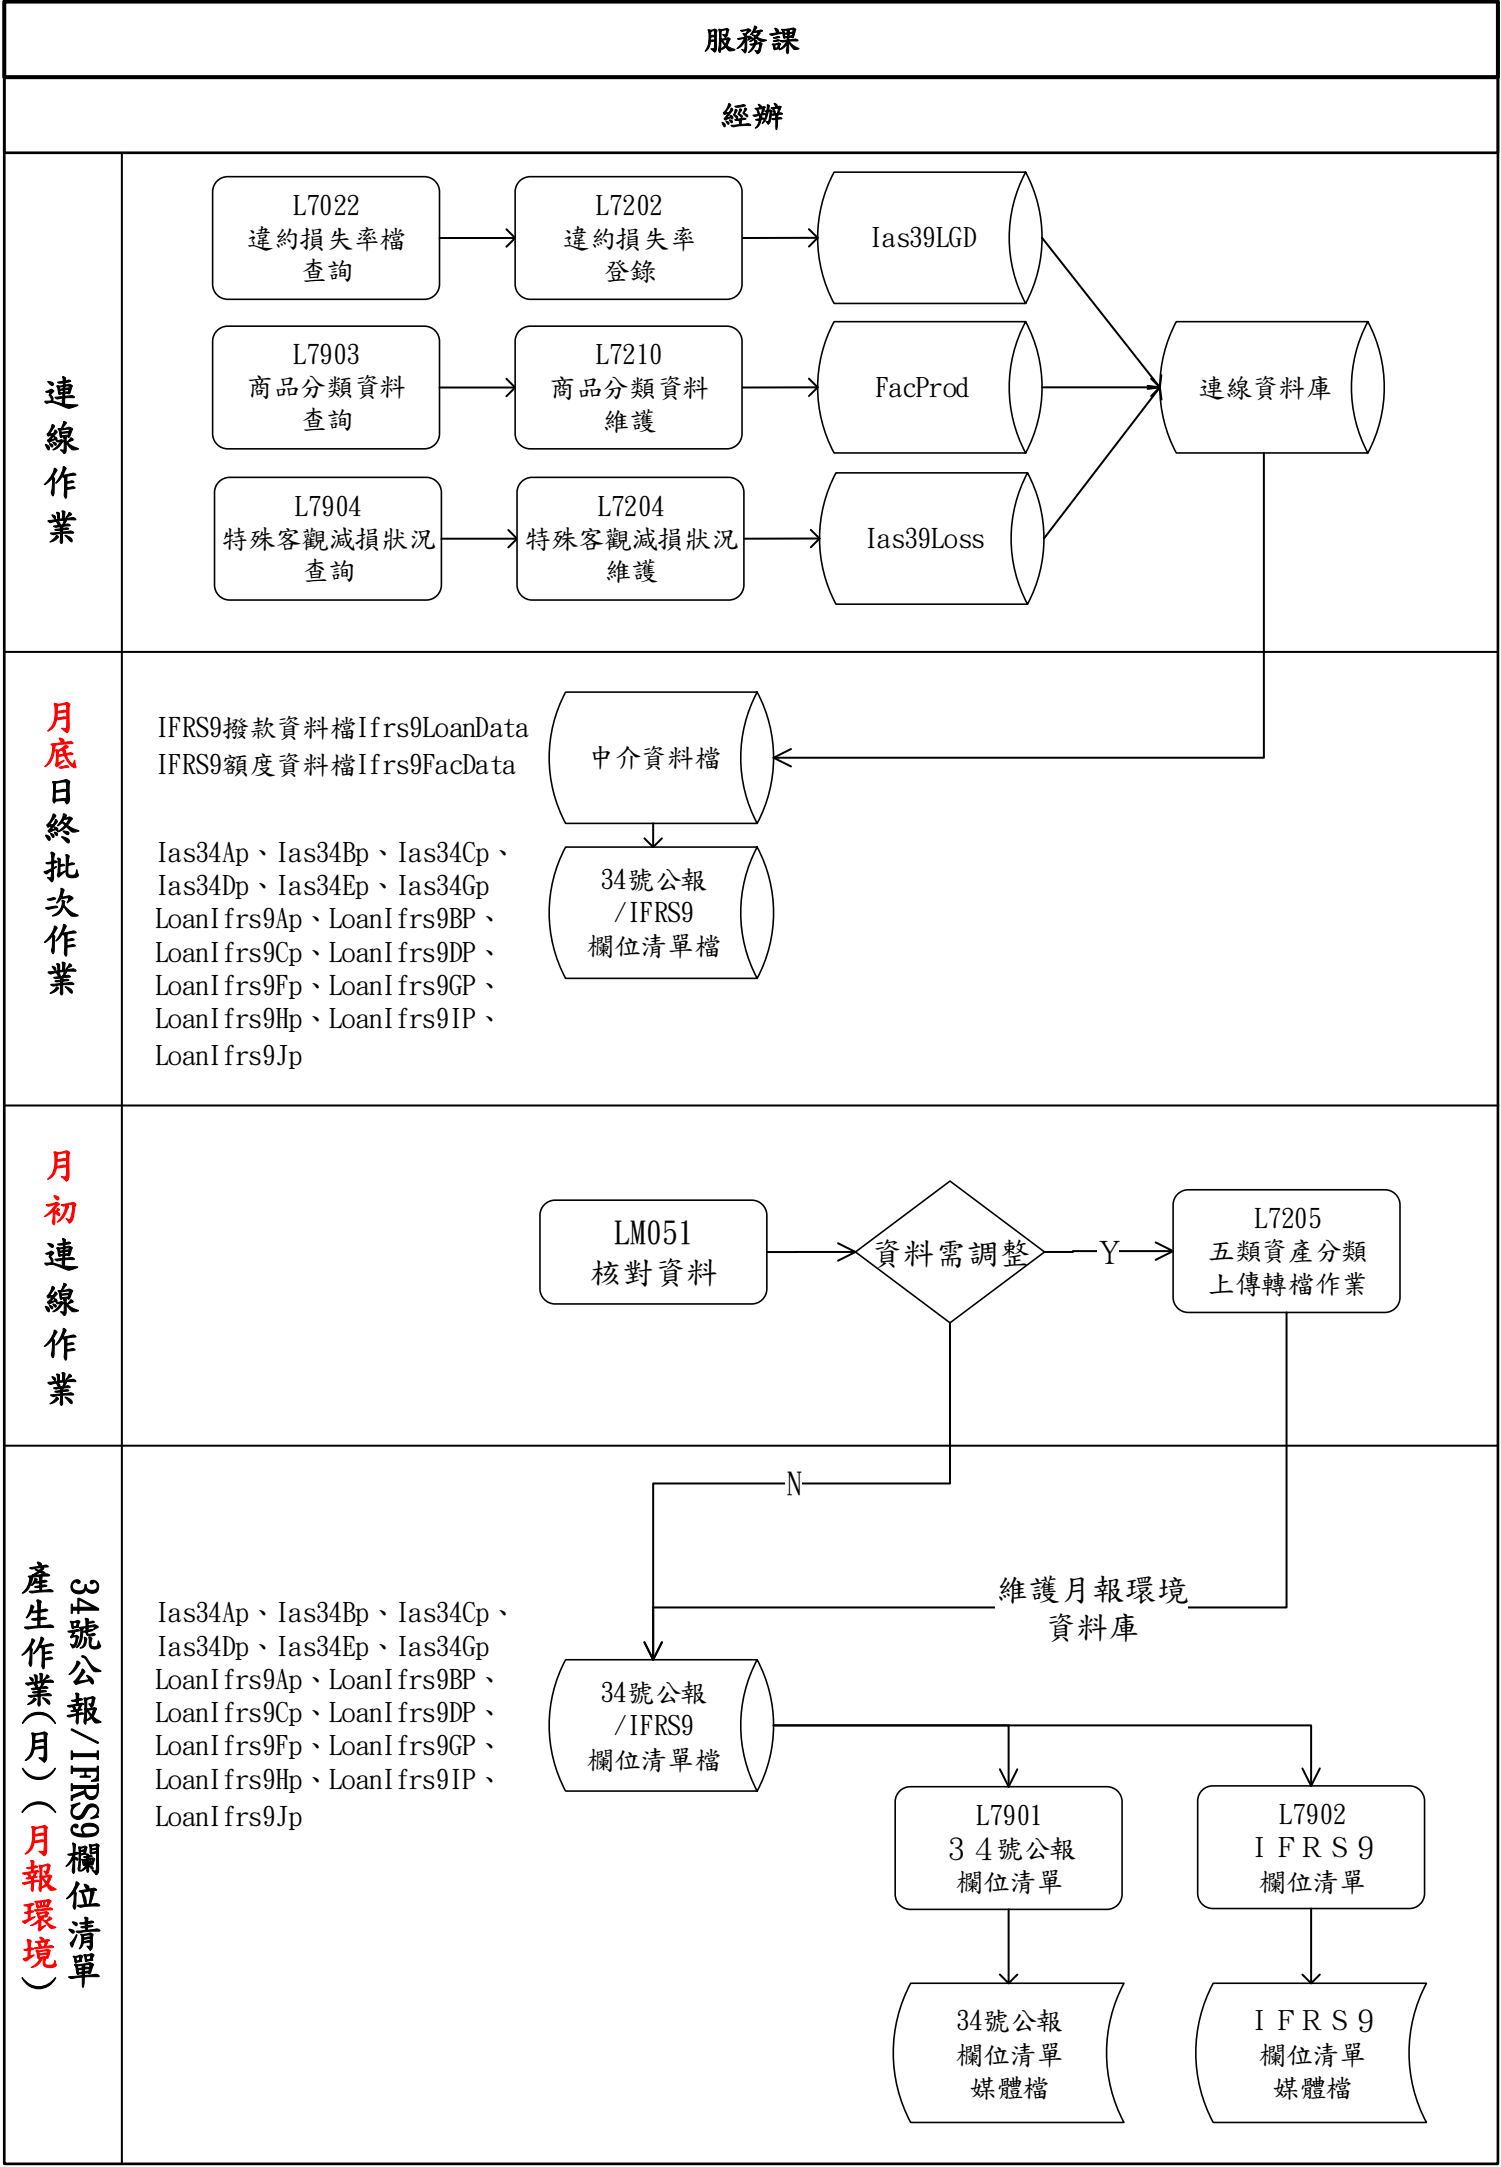 服務課
經辦
連線作業
L7022
違約損失率檔
查詢
L7202
違約損失率
登錄
Ias39LGD
L7903
商品分類資料
查詢
L7210
商品分類資料
維護
FacProd
連線資料庫
L7904
特殊客觀減損狀況
查詢
L7204
特殊客觀減損狀況
維護
Ias39Loss
月底日終批次作業
IFRS9撥款資料檔Ifrs9LoanData
IFRS9額度資料檔Ifrs9FacData
中介資料檔
Ias34Ap、Ias34Bp、Ias34Cp、
Ias34Dp、Ias34Ep、Ias34Gp
LoanIfrs9Ap、LoanIfrs9BP、
LoanIfrs9Cp、LoanIfrs9DP、
LoanIfrs9Fp、LoanIfrs9GP、
LoanIfrs9Hp、LoanIfrs9IP、
LoanIfrs9Jp
34號公報
/IFRS9
欄位清單檔
月初連線作業
LM051
核對資料
資料需調整
Y
L7205
五類資產分類
上傳轉檔作業
34號公報/IFRS9欄位清單
產生作業(月)(月報環境)
N
維護月報環境
資料庫
Ias34Ap、Ias34Bp、Ias34Cp、
Ias34Dp、Ias34Ep、Ias34Gp
LoanIfrs9Ap、LoanIfrs9BP、
LoanIfrs9Cp、LoanIfrs9DP、
LoanIfrs9Fp、LoanIfrs9GP、
LoanIfrs9Hp、LoanIfrs9IP、
LoanIfrs9Jp
34號公報
/IFRS9
欄位清單檔
L7901
34號公報
欄位清單
L7902
IFRS9
欄位清單
34號公報
欄位清單
媒體檔
IFRS9
欄位清單
媒體檔